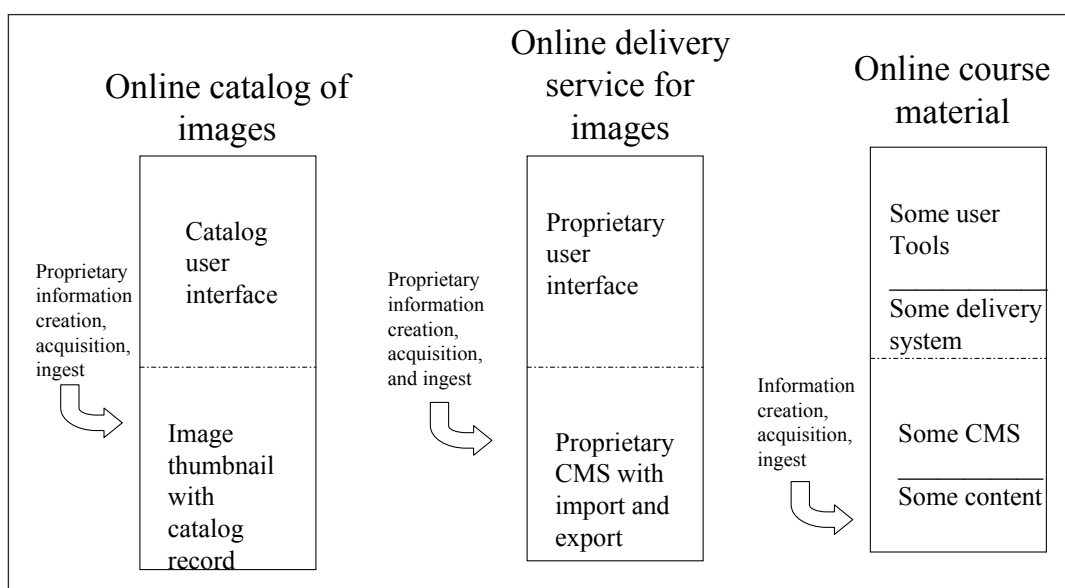 Online catalog of
images
Catalog
user
interface
Proprietary
information
creation,
acquisition,
ingest
Image
thumbnail
with
catalog
record
Online delivery
service for
images
Proprietary
user
interface
Proprietary
information
creation,
acquisition,
and ingest
Proprietary
CMS with
import and
export
Online course
material
Some user
Tools
Some delivery
system
Information
creation,
acquisition,
ingest
Some CMS
Some content